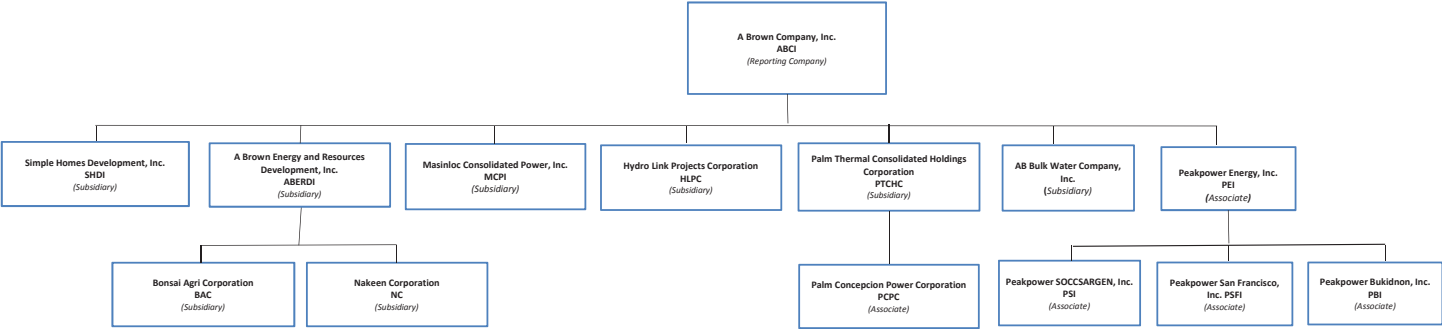 A Brown Company, Inc.
ABCI
(Reporting Company)
Simple Homes Development, Inc.
SHDI
(Subsidiary)
A Brown Energy and Resources
Development, Inc.
ABERDI
(Subsidiary)
Masinloc Consolidated Power, Inc.
MCPI
(Subsidiary)
Hydro Link Projects Corporation
HLPC
(Subsidiary)
Palm Thermal Consolidated Holdings
Corporation
PTCHC
(Subsidiary)
AB Bulk Water Company,
Inc.
(Subsidiary)
Peakpower Energy, Inc.
PEI
(Associate)
Bonsai Agri Corporation
BAC
(Subsidiary)
Nakeen Corporation
NC
(Subsidiary)
Palm Concepcion Power Corporation
PCPC
(Associate)
Peakpower SOCCSARGEN, Inc.
PSI
(Associate)
Peakpower San Francisco,
Inc. PSFI
(Associate)
Peakpower Bukidnon, Inc.
PBI
(Associate)